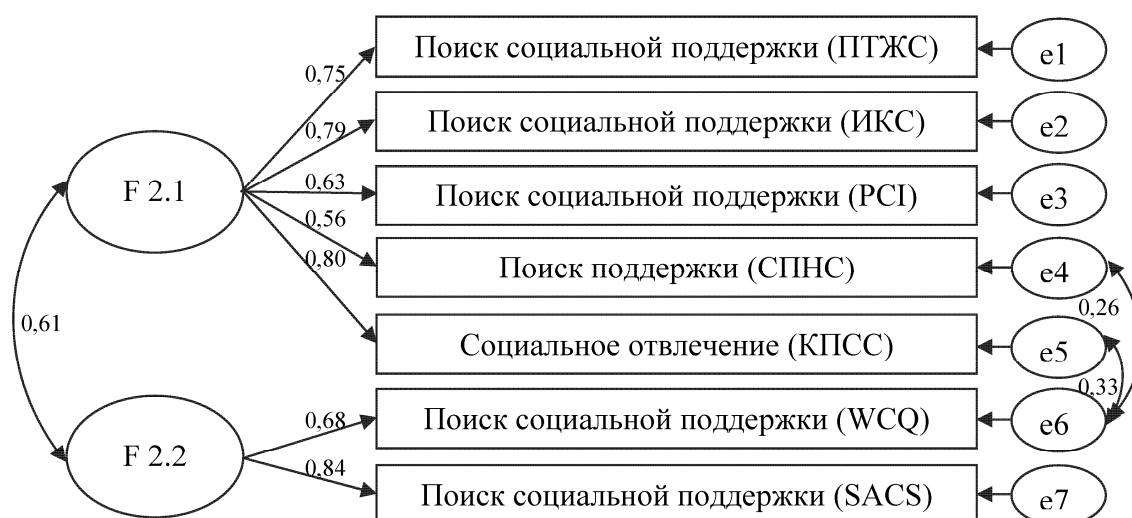 Поиск социальной поддержки (ПТЖС)
e1
0,75
Поиск социальной поддержки (ИКС)
e2
0,79
F 2.1
0,63
Поиск социальной поддержки (PCI)
e3
0,56
Поиск поддержки (СПНС)
e4
0,80
0,26
0,61
Социальное отвлечение (КПСС)
e5
0,33
0,68
Поиск социальной поддержки (WCQ)
e6
F 2.2
0,84
Поиск социальной поддержки (SACS)
e7